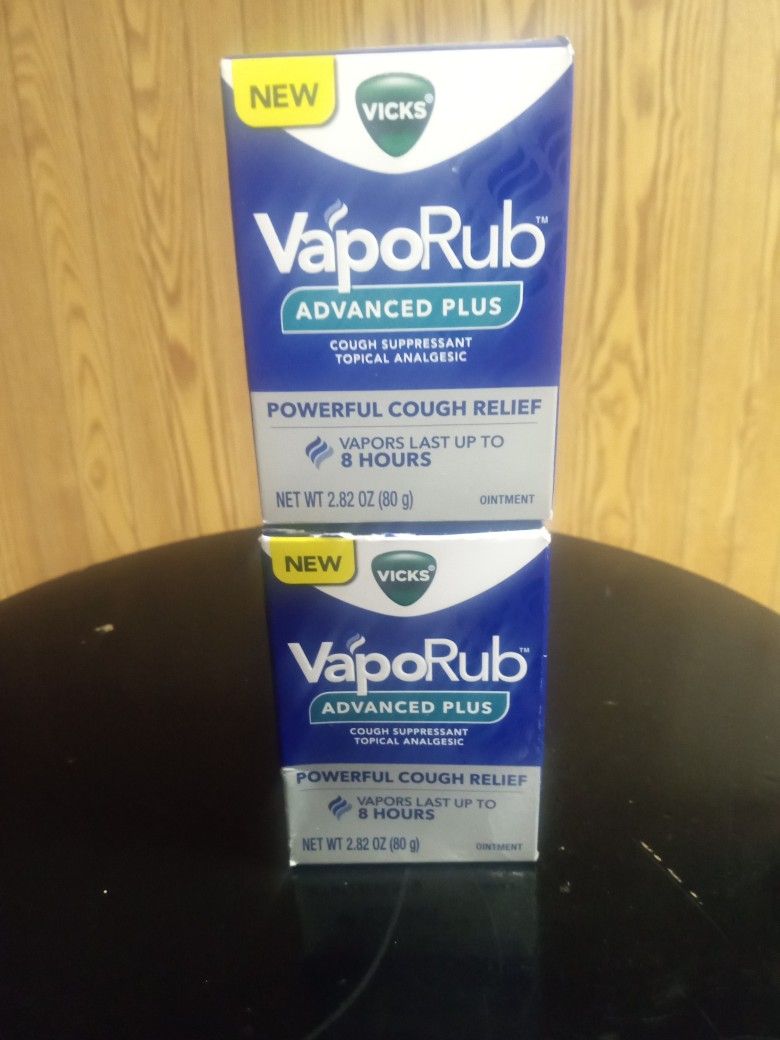 NEW
VICKS®
VapoRub™
ADVANCED PLUS
COUGH SUPPRESSANT
TOPICAL ANALGESIC
POWERFUL COUGH RELIEF
VAPORS LAST UP TO
8 HOURS
NET WT 2.82 OZ (80 g) OINTMENT
NEW
VICKS®
VapoRub™
ADVANCED PLUS
COUGH SUPPRESSANT
TOPICAL ANALGESIC
POWERFUL COUGH RELIEF
VAPORS LAST UP TO
8 HOURS
NET WT 2.82 OZ (80 g) OINTMENT